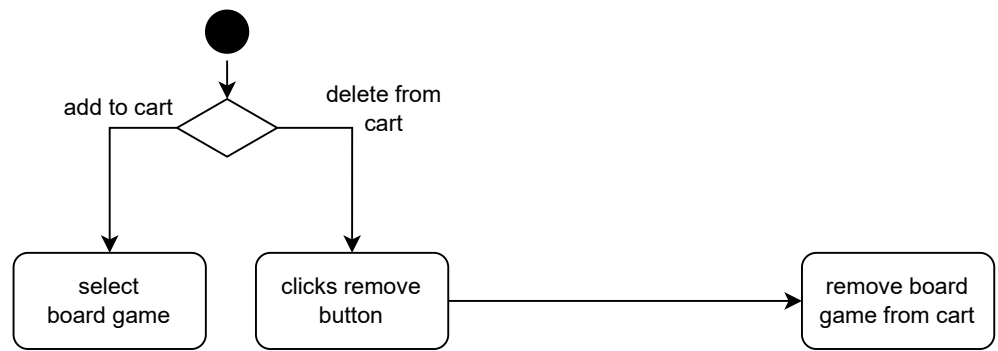 add to cart
delete from
cart
select
board game
clicks remove
button
remove board
game from cart